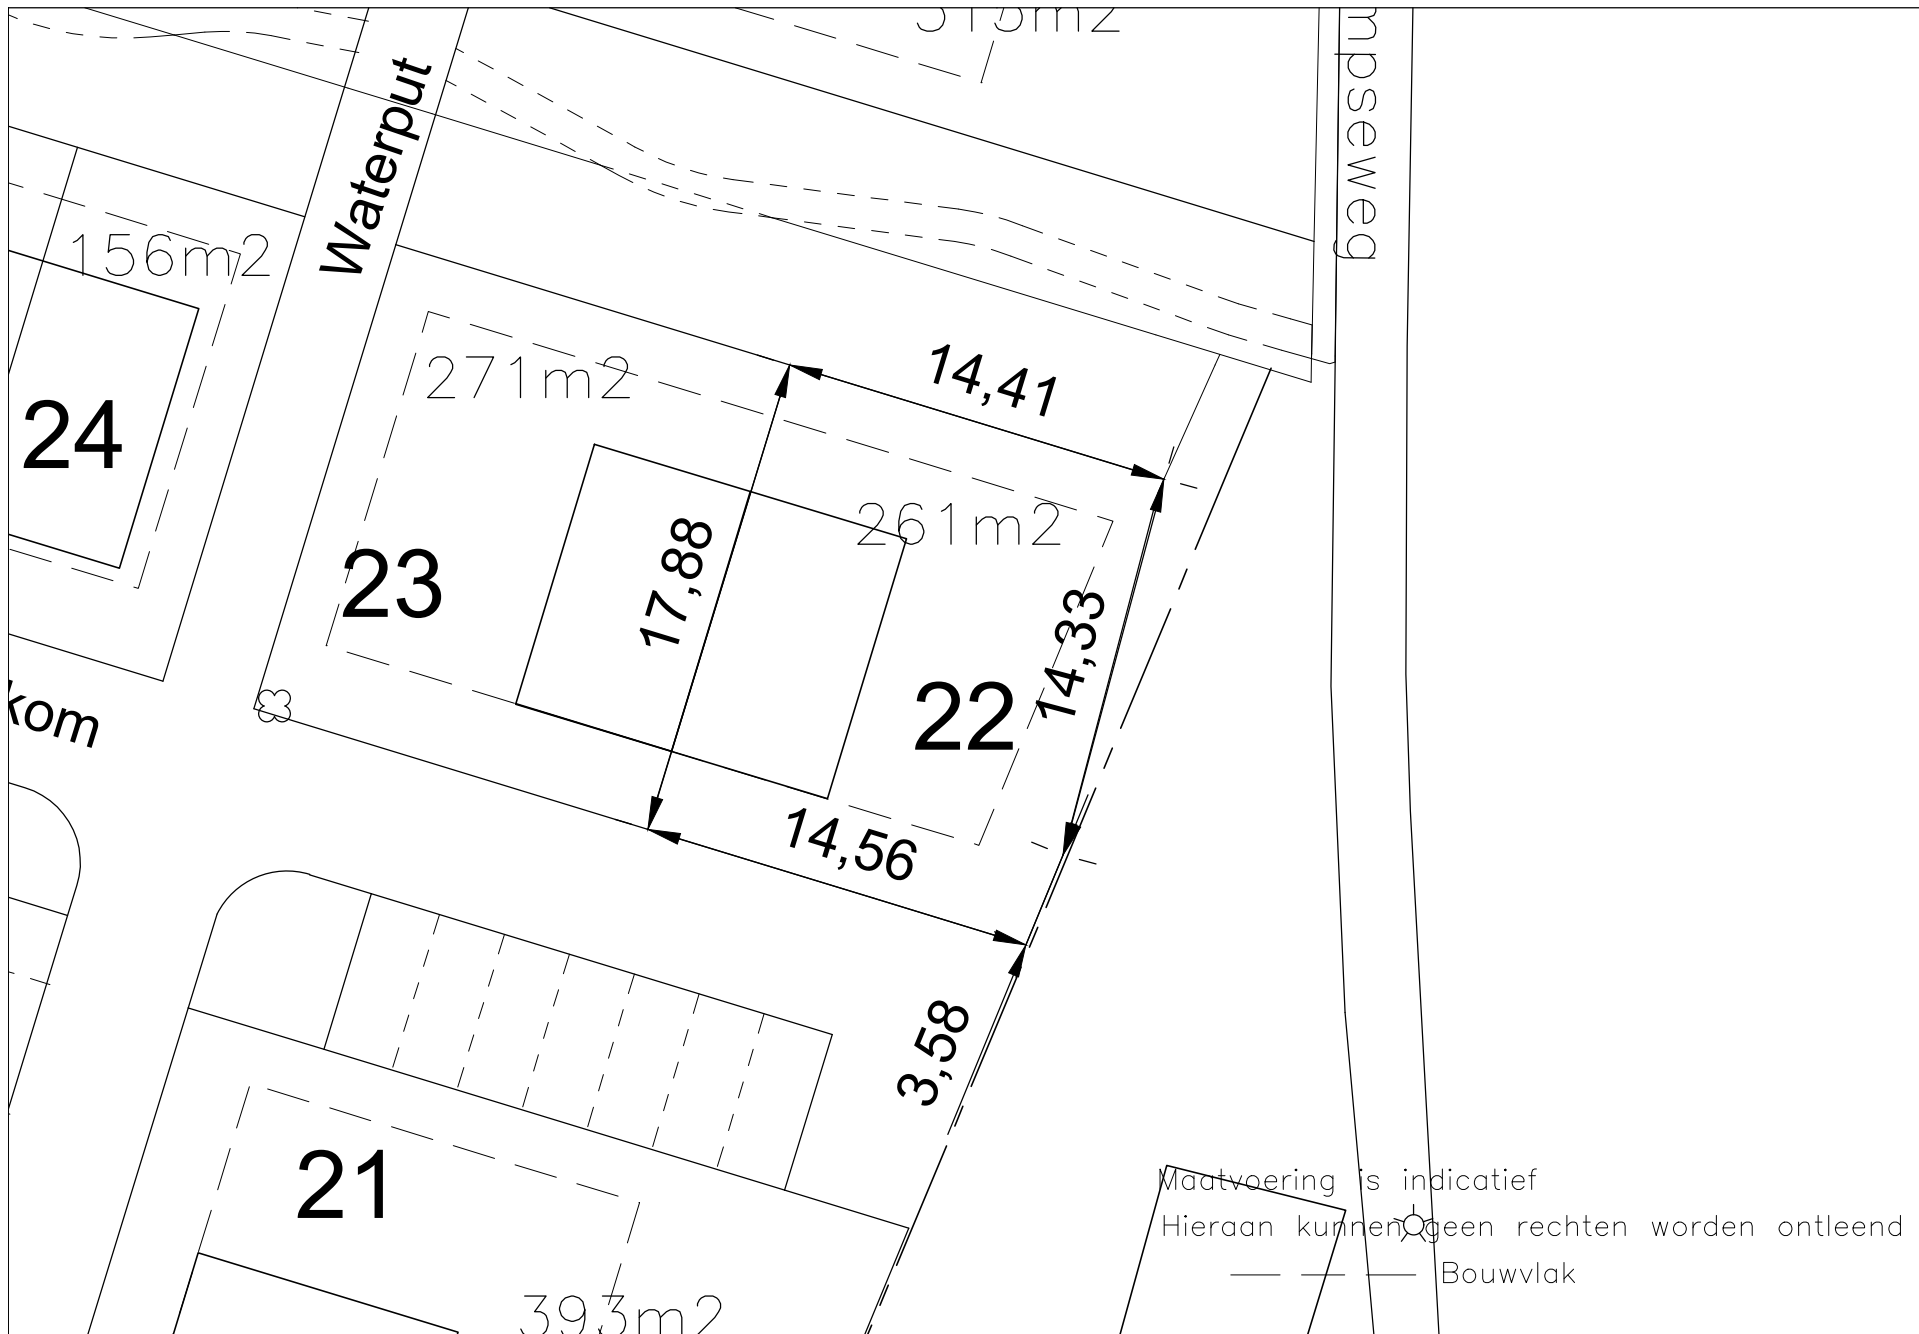 mpseweg
Waterput
156m2
271m2
14,41
24
261m2
17,88
23
14,33
22
kom
14,56
3,58
21
393m2
Maatvoering is indicatief
Hieraan kunnen geen rechten worden ontleend
Bouwvlak